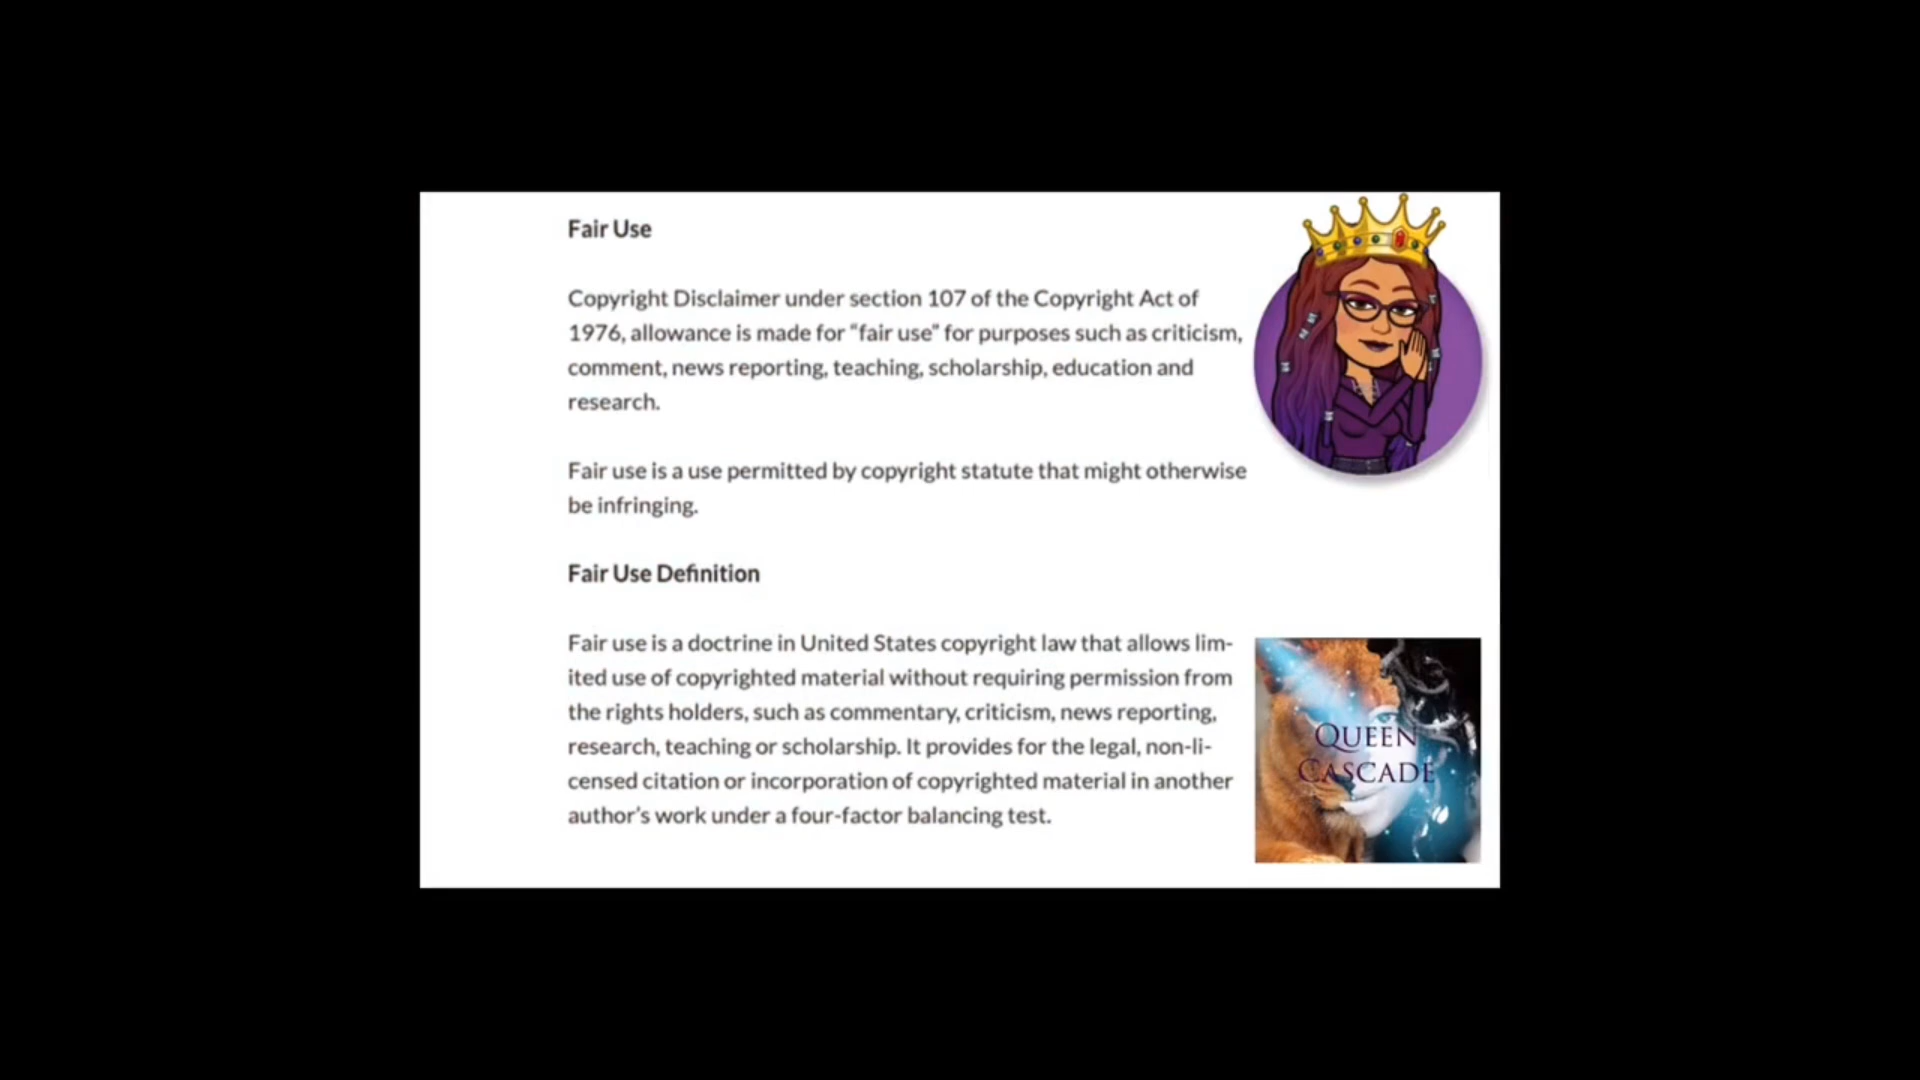 Fair Use
Copyright Disclaimer under section 107 of the Copyright Act of
1976, allowance is made for “fair use” for purposes such as criticism,
comment, news reporting, teaching, scholarship, education and
research.
Fair use is a use permitted by copyright statute that might otherwise
be infringing.
Fair Use Definition
Fair use is a doctrine in United States copyright law that allows lim-
ited use of copyrighted material without requiring permission from
the rights holders, such as commentary, criticism, news reporting,
research, teaching or scholarship. It provides for the legal, non-li-
censed citation or incorporation of copyrighted material in another
author’s work under a four-factor balancing test.
QUEEN
CASCADE